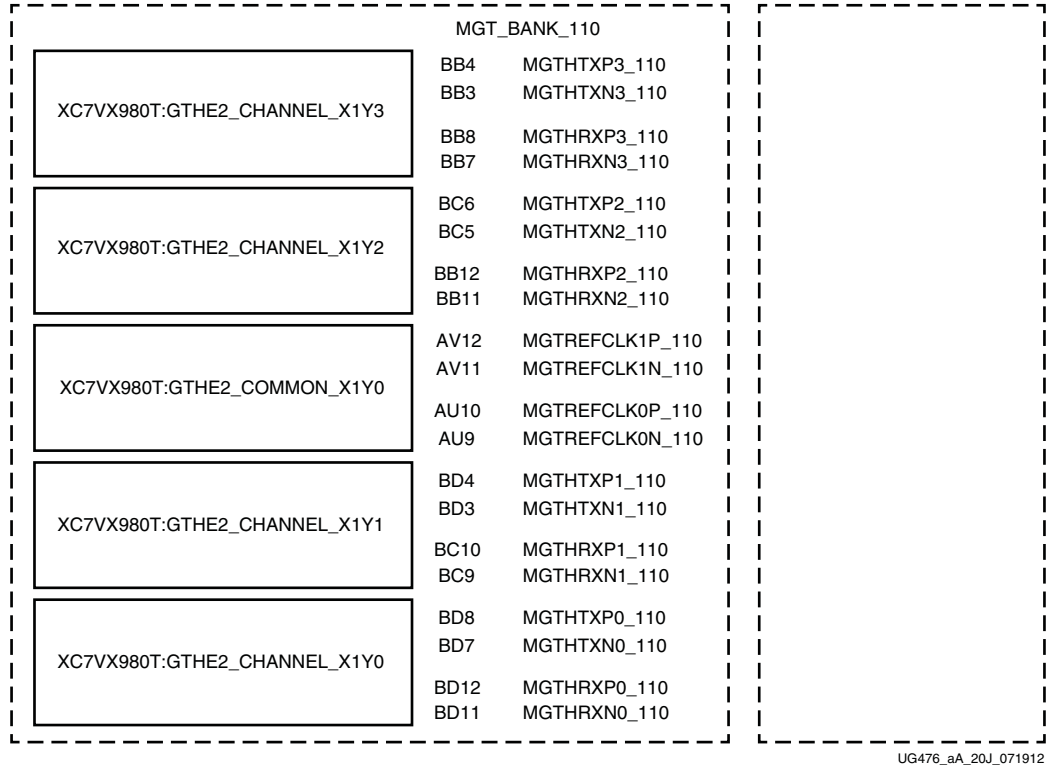 MGT_BANK_110
XC7VX980T:GTHE2_CHANNEL_X1Y3
BB4 MGTHTXP3_110
BB3 MGTHTXN3_110
BB8 MGTHRXP3_110
BB7 MGTHRXN3_110
XC7VX980T:GTHE2_CHANNEL_X1Y2
BC6 MGTHTXP2_110
BC5 MGTHTXN2_110
BB12 MGTHRXP2_110
BB11 MGTHRXN2_110
XC7VX980T:GTHE2_COMMON_X1Y0
AV12 MGTREFCLK1P_110
AV11 MGTREFCLK1N_110
AU10 MGTREFCLK0P_110
AU9 MGTREFCLK0N_110
XC7VX980T:GTHE2_CHANNEL_X1Y1
BD4 MGTHTXP1_110
BD3 MGTHTXN1_110
BC10 MGTHRXP1_110
BC9 MGTHRXN1_110
XC7VX980T:GTHE2_CHANNEL_X1Y0
BD8 MGTHTXP0_110
BD7 MGTHTXN0_110
BD12 MGTHRXP0_110
BD11 MGTHRXN0_110
UG476_aA_20J_071912